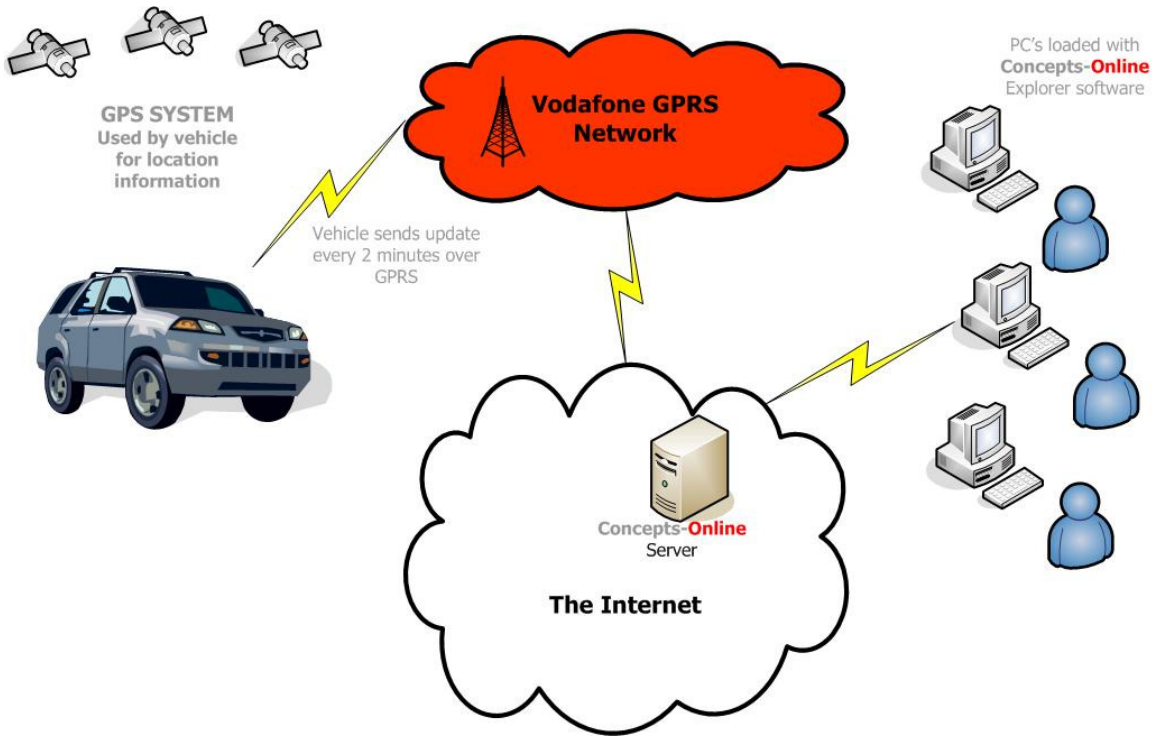 GPS SYSTEM
Used by vehicle
for location
information
Vodafone GPRS
Network
PC's loaded with
Concepts-Online
Explorer software
Vehicle sends update
every 2 minutes over
GPRS
Concepts-Online
Server
The Internet